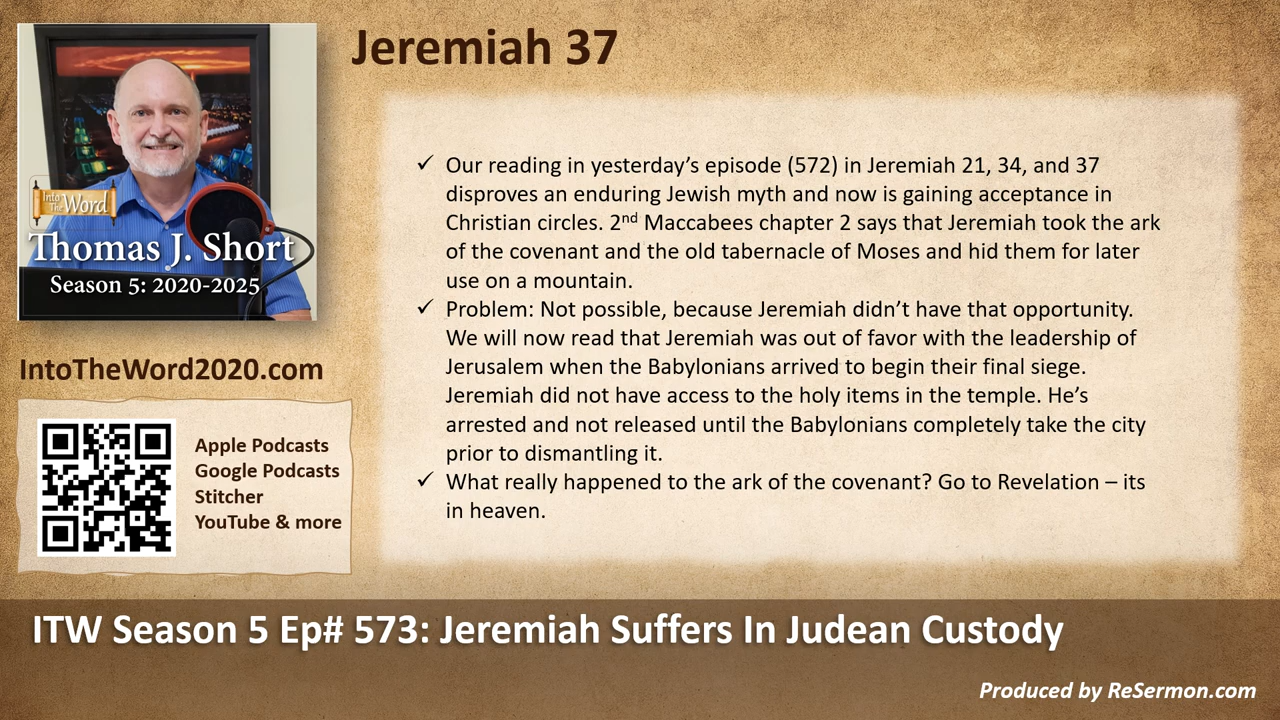 Jeremiah 37
Into
The Word
Thomas J. Short
Season 5: 2020-2025
IntoTheWord2020.com
Apple Podcasts
Google Podcasts
Stitcher
YouTube & more
✓ Our reading in yesterday’s episode (572) in Jeremiah 21, 34, and 37
disproves an enduring Jewish myth and now is gaining acceptance in
Christian circles. 2nd Maccabees chapter 2 says that Jeremiah took the ark
of the covenant and the old tabernacle of Moses and hid them for later
use on a mountain.
✓ Problem: Not possible, because Jeremiah didn’t have that opportunity.
We will now read that Jeremiah was out of favor with the leadership of
Jerusalem when the Babylonians arrived to begin their final siege.
Jeremiah did not have access to the holy items in the temple. He’s
arrested and not released until the Babylonians completely take the city
prior to dismantling it.
✓ What really happened to the ark of the covenant? Go to Revelation – its
in heaven.
ITW Season 5 Ep# 573: Jeremiah Suffers In Judean Custody
Produced by ReSermon.com